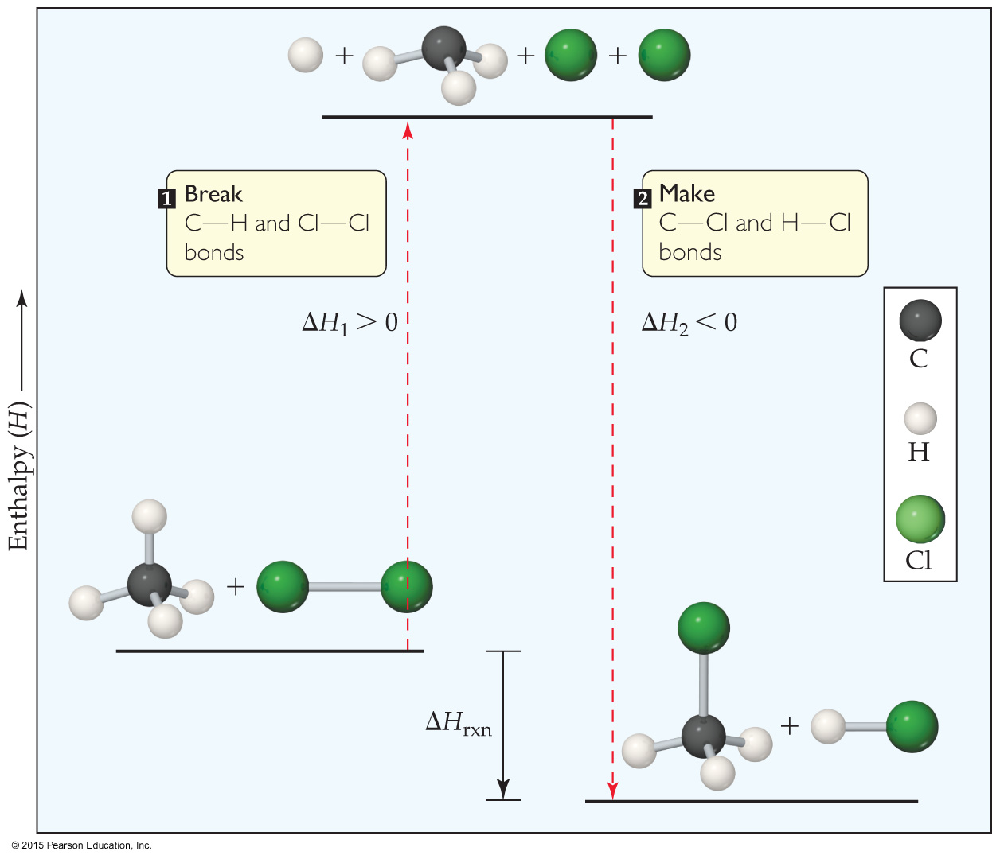 + + +
1 Break
C—H and Cl—Cl
bonds
2 Make
C—Cl and H—Cl
bonds
ΔH₁ > 0
ΔH₂ < 0
Enthalpy (H)
C
H
Cl
+
ΔHrxn
+
© 2015 Pearson Education, Inc.